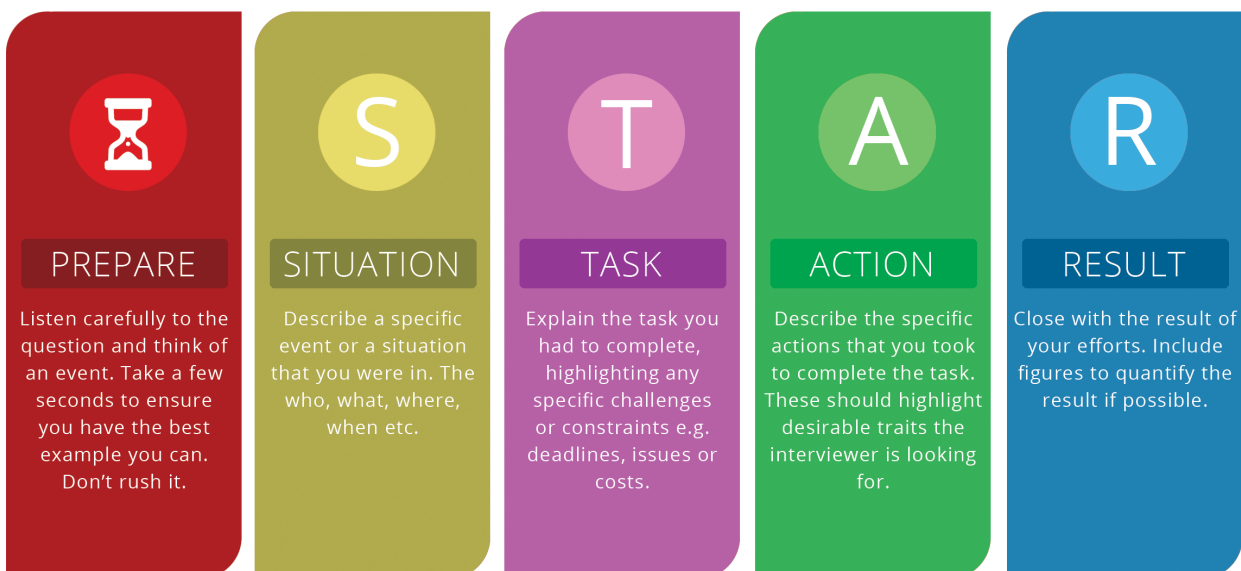 PREPARE
Listen carefully to the
question and think of
an event. Take a few
seconds to ensure
you have the best
example you can.
Don’t rush it.
S
SITUATION
Describe a specific
event or a situation
that you were in. The
who, what, where,
when etc.
T
TASK
Explain the task you
had to complete,
highlighting any
specific challenges
or constraints e.g.
deadlines, issues or
costs.
A
ACTION
Describe the specific
actions that you took
to complete the task.
These should highlight
desirable traits the
interviewer is looking
for.
R
RESULT
Close with the result of
your efforts. Include
figures to quantify the
result if possible.